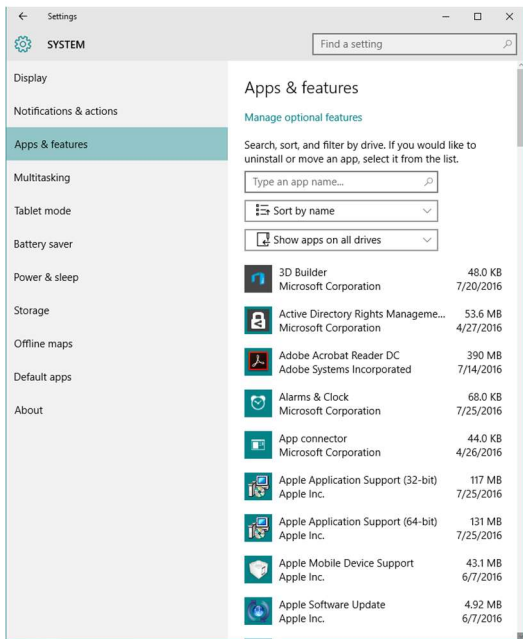 Settings
SYSTEM
Find a setting
Display
Notifications & actions
Apps & features
Multitasking
Tablet mode
Battery saver
Power & sleep
Storage
Offline maps
Default apps
About
Apps & features
Manage optional features
Search, sort, and filter by drive. If you would like to
uninstall or move an app, select it from the list.
Type an app name...
Sort by name
Show apps on all drives
3D Builder 48.0 KB
Microsoft Corporation 7/20/2016
Active Directory Rights Manageme... 53.6 MB
Microsoft Corporation 4/27/2016
Adobe Acrobat Reader DC 390 MB
Adobe Systems Incorporated 7/14/2016
Alarms & Clock 68.0 KB
Microsoft Corporation 7/25/2016
App connector 44.0 KB
Microsoft Corporation 4/26/2016
Apple Application Support (32-bit) 117 MB
Apple Inc. 7/25/2016
Apple Application Support (64-bit) 131 MB
Apple Inc. 7/25/2016
Apple Mobile Device Support 43.1 MB
Apple Inc. 6/7/2016
Apple Software Update 4.92 MB
Apple Inc. 6/7/2016